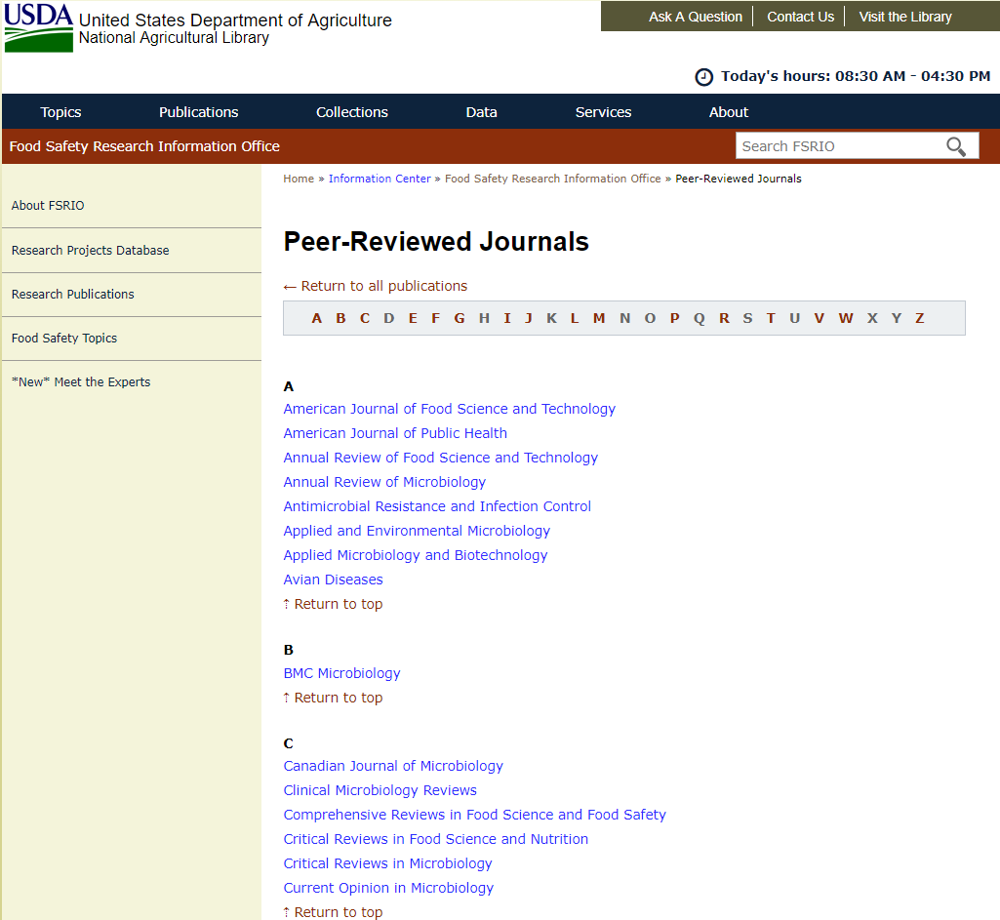 USDA
United States Department of Agriculture
National Agricultural Library
Ask A Question
Contact Us
Visit the Library
Today's hours: 08:30 AM - 04:30 PM
Topics Publications Collections Data Services About
Food Safety Research Information Office
Search FSRIO
About FSRIO
Research Projects Database
Research Publications
Food Safety Topics
*New* Meet the Experts
Home » Information Center » Food Safety Research Information Office » Peer-Reviewed Journals
Peer-Reviewed Journals
← Return to all publications
A B C D E F G H I J K L M N O P Q R S T U V W X Y Z
A
American Journal of Food Science and Technology
American Journal of Public Health
Annual Review of Food Science and Technology
Annual Review of Microbiology
Antimicrobial Resistance and Infection Control
Applied and Environmental Microbiology
Applied Microbiology and Biotechnology
Avian Diseases
↑ Return to top
B
BMC Microbiology
↑ Return to top
C
Canadian Journal of Microbiology
Clinical Microbiology Reviews
Comprehensive Reviews in Food Science and Food Safety
Critical Reviews in Food Science and Nutrition
Critical Reviews in Microbiology
Current Opinion in Microbiology
↑ Return to top